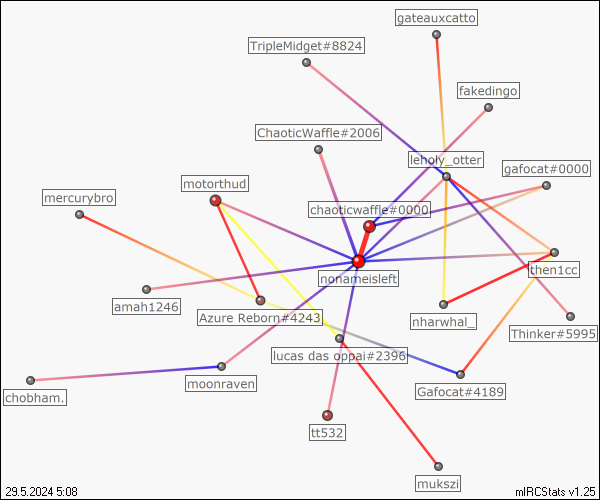 gateauxcatto
TripleMidget#8824
fakedingo
ChaoticWaffle#2006
leholy_otter
gafocat#0000
motorthud
mercurybro
chaoticwaffle#0000
then1cc
nonameisleft
amah1246
Azure Reborn#4243
nharwhal_
Thinker#5995
lucas das oppai#2396
moonraven
Gafocat#4189
chobham.
tt532
mukszi
29.5.2024 5:08
mIRCStats v1.25